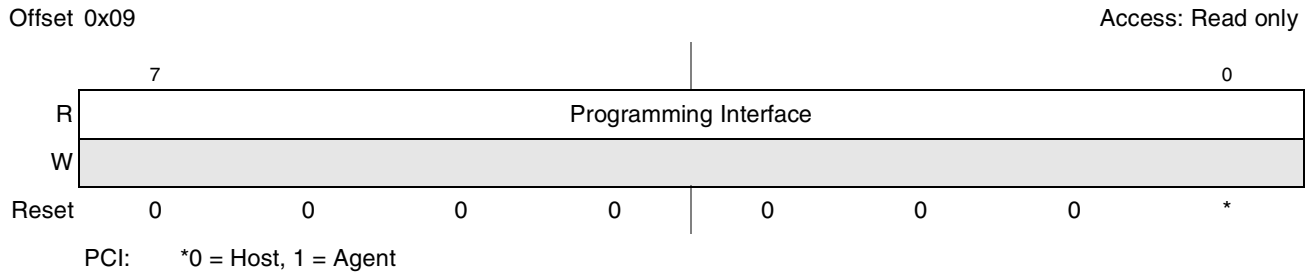 Offset 0x09 Access: Read only
7 0
R Programming Interface
W
Reset 0 0 0 0 0 0 0 *
PCI: *0 = Host, 1 = Agent